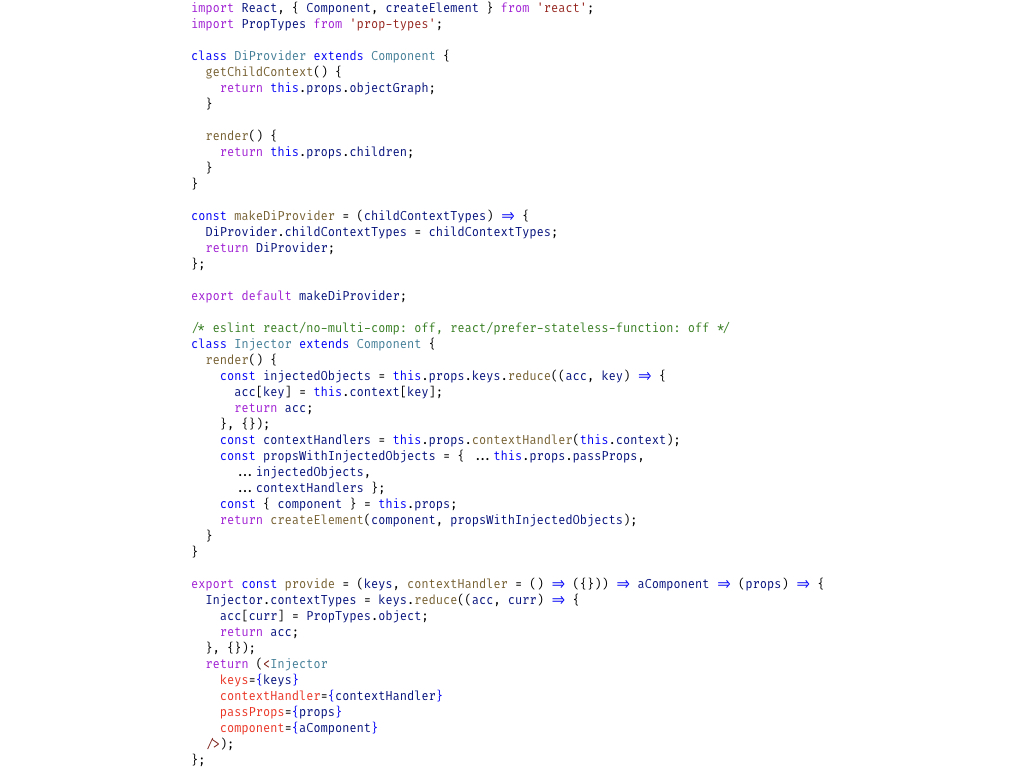 import React, { Component, createElement } from 'react';
import PropTypes from 'prop-types';

class DiProvider extends Component {
  getChildContext() {
    return this.props.objectGraph;
  }

  render() {
    return this.props.children;
  }
}

const makeDiProvider = (childContextTypes) => {
  DiProvider.childContextTypes = childContextTypes;
  return DiProvider;
};

export default makeDiProvider;

/* eslint react/no-multi-comp: off, react/prefer-stateless-function: off */
class Injector extends Component {
  render() {
    const injectedObjects = this.props.keys.reduce((acc, key) => {
      acc[key] = this.context[key];
      return acc;
    }, {});
    const contextHandlers = this.props.contextHandler(this.context);
    const propsWithInjectedObjects = { ...this.props.passProps,
      ...injectedObjects,
      ...contextHandlers };
    const { component } = this.props;
    return createElement(component, propsWithInjectedObjects);
  }
}

export const provide = (keys, contextHandler = () => ({})) => aComponent => (props) => {
  Injector.contextTypes = keys.reduce((acc, curr) => {
    acc[curr] = PropTypes.object;
    return acc;
  }, {});
  return (<Injector
    keys={keys}
    contextHandler={contextHandler}
    passProps={props}
    component={aComponent}
  />);
};